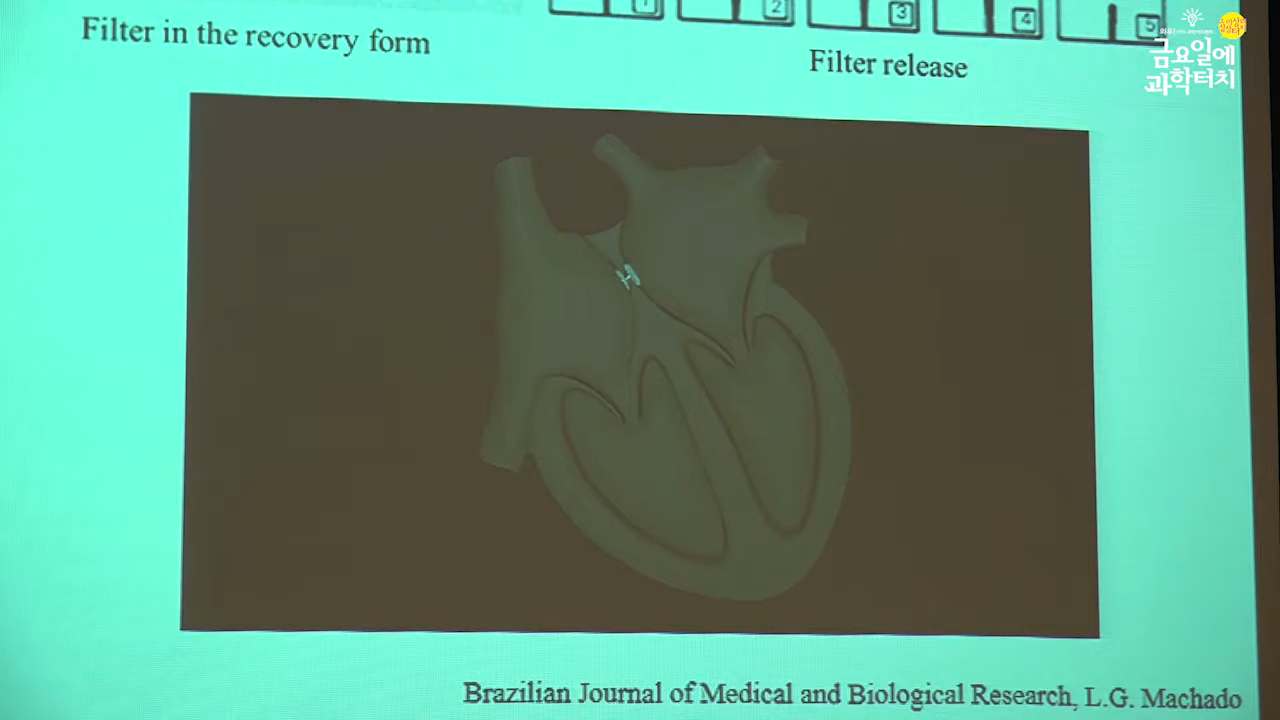 1 2 3 4 5
Filter in the recovery form
Filter release
금요일에
과학터치
Brazilian Journal of Medical and Biological Research, L.G. Machado